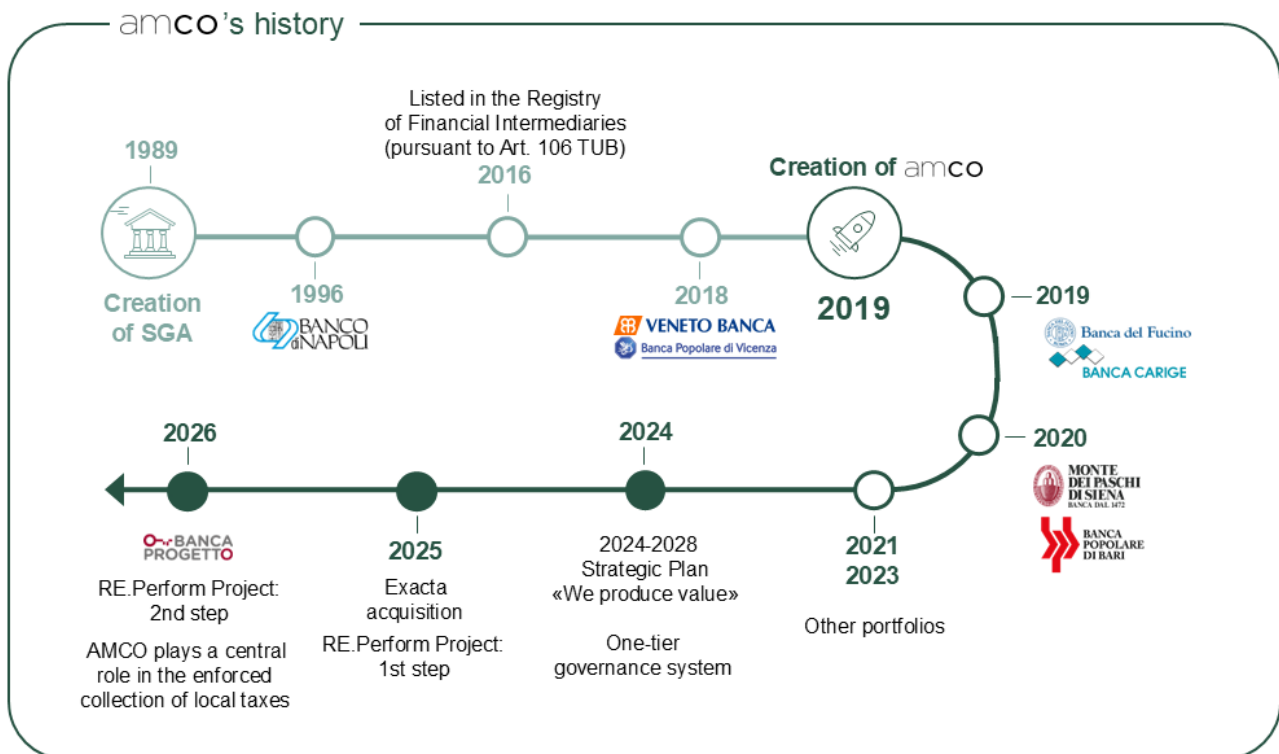 amco's history
Listed in the Registry
of Financial Intermediaries
(pursuant to Art. 106 TUB)
1989
2016
Creation of amco
Creation
of SGA
1996
BANCO
di NAPOLI
2018
VENETO BANCA
Banca Popolare di Vicenza
2019
2019
Banca del Fucino
BANCA CARIGE
2020
MONTE
DEI PASCHI
DI SIENA
BANCA DAL 1472
BANCA
POPOLARE
DI BARI
2026
BANCA
PROGETTO
RE.Perform Project:
2nd step
AMCO plays a central
role in the enforced
collection of local taxes
2025
Exacta
acquisition
RE.Perform Project:
1st step
2024
2024-2028
Strategic Plan
«We produce value»
One-tier
governance system
2021
2023
Other portfolios